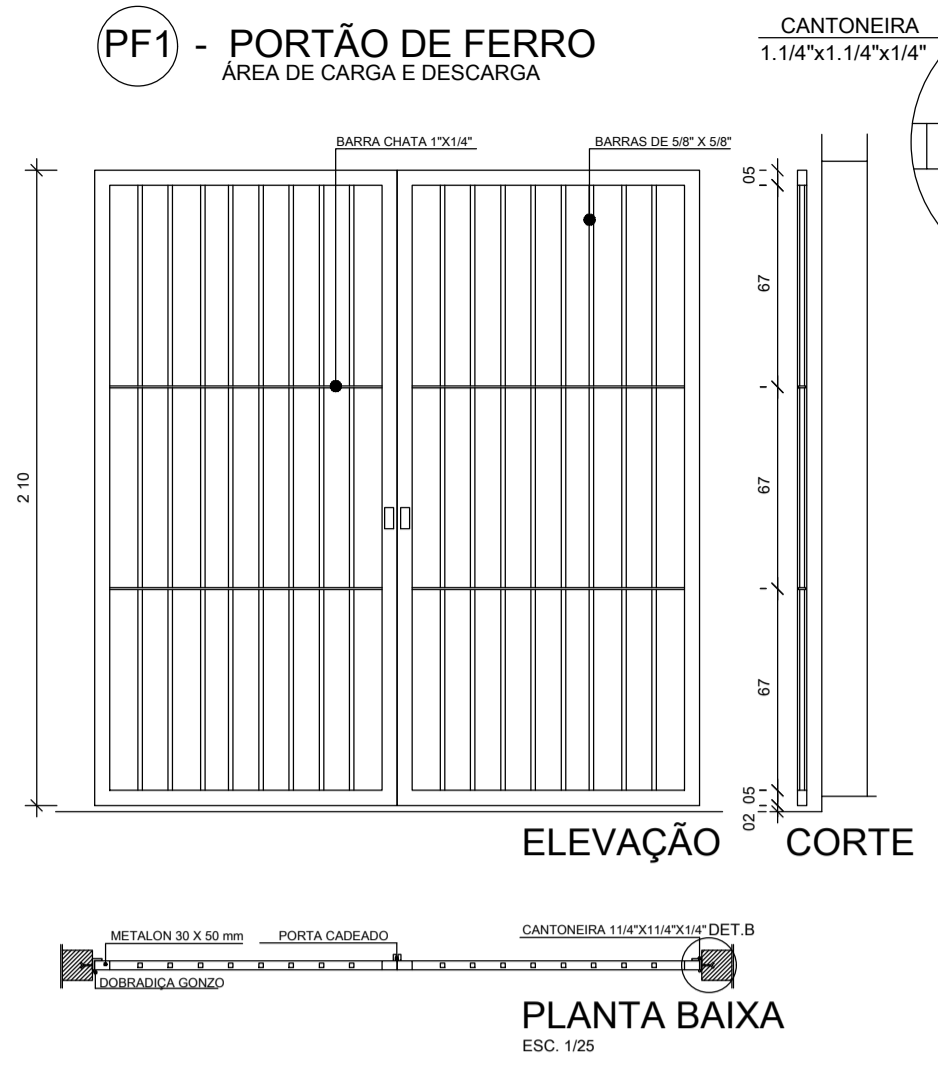 PF1 - PORTÃO DE FERRO
ÁREA DE CARGA E DESCARGA
CANTONEIRA
1.1/4"x1.1/4"x1/4"
BARRA CHATA 1"X1/4"
BARRAS DE 5/8" X 5/8"
2 10
05
67
67
67
05
02
ELEVAÇÃO
CORTE
METALON 30 X 50 mm
PORTA CADEADO
CANTONEIRA 11/4"X11/4"X1/4"
DET.B
DOBRADIÇA GONZO
PLANTA BAIXA
ESC. 1/25